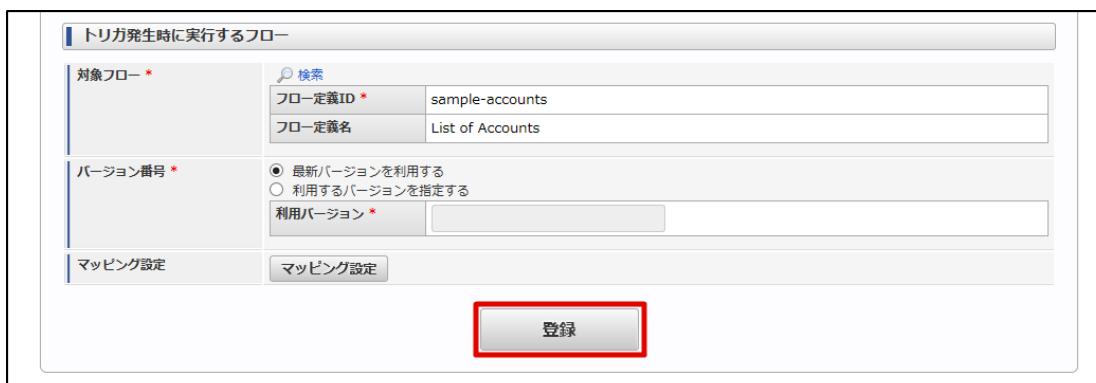 トリガ発生時に実行するフロー
対象フロー *
検索
フロー定義ID *
sample-accounts
フロー定義名
List of Accounts
バージョン番号 *
最新バージョンを利用する
利用するバージョンを指定する
利用バージョン *
マッピング設定
マッピング設定
登録